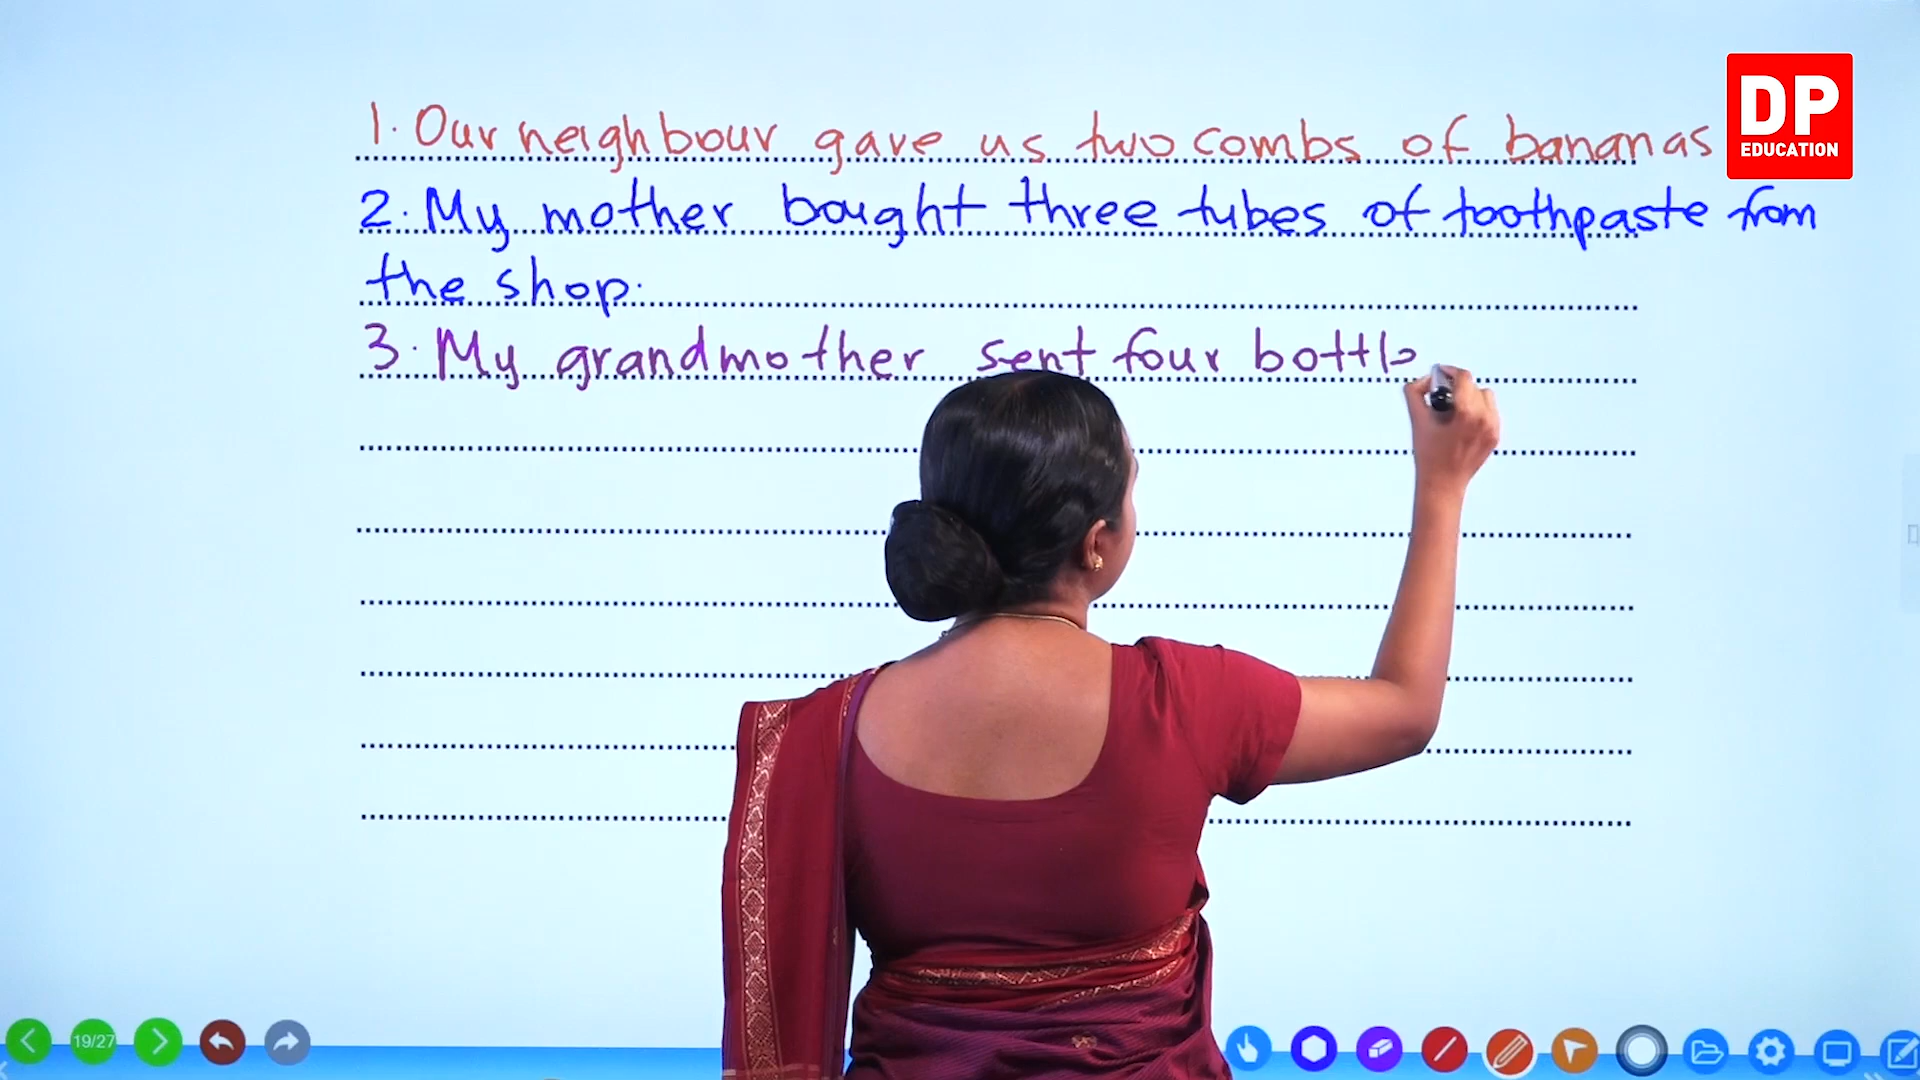 DP
EDUCATION
1. Our neighbour gave us two combs of bananas
2. My mother bought three tubes of toothpaste from
the shop.
3. My grandmother sent four bottle
19/27